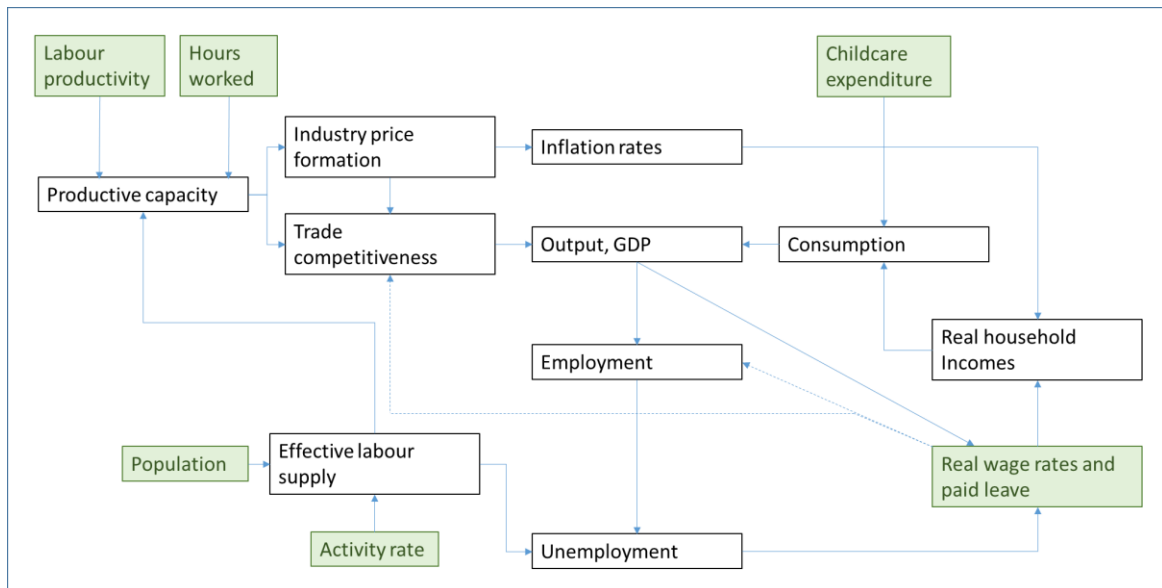 Labour
productivity
Hours
worked
Childcare
expenditure
Industry price
formation
Inflation rates
Productive capacity
Trade
competitiveness
Output, GDP
Consumption
Employment
Real household
Incomes
Population
Effective labour
supply
Real wage rates and
paid leave
Activity rate
Unemployment